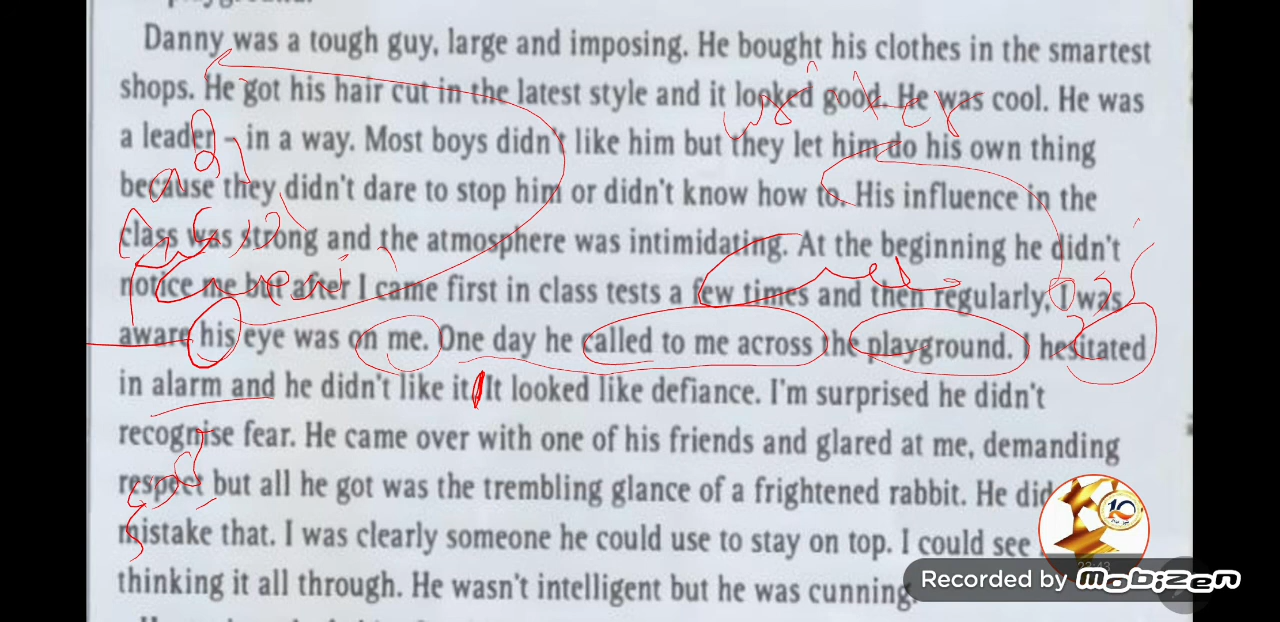 playground.
Danny was a tough guy, large and imposing. He bought his clothes in the smartest
shops. He got his hair cut in the latest style and it looked good. He was cool. He was
a leader – in a way. Most boys didn't like him but they let him do his own thing
because they didn't dare to stop him or didn't know how to. His influence in the
class was strong and the atmosphere was intimidating. At the beginning he didn't
notice me but after I came first in class tests a few times and then regularly, I was
aware his eye was on me. One day he called to me across the playground. I hesitated
in alarm and he didn't like it. It looked like defiance. I'm surprised he didn't
recognise fear. He came over with one of his friends and glared at me, demanding
respect but all he got was the trembling glance of a frightened rabbit. He did
mistake that. I was clearly someone he could use to stay on top. I could see
thinking it all through. He wasn't intelligent but he was cunning.
10
23:43
Recorded by mobizen